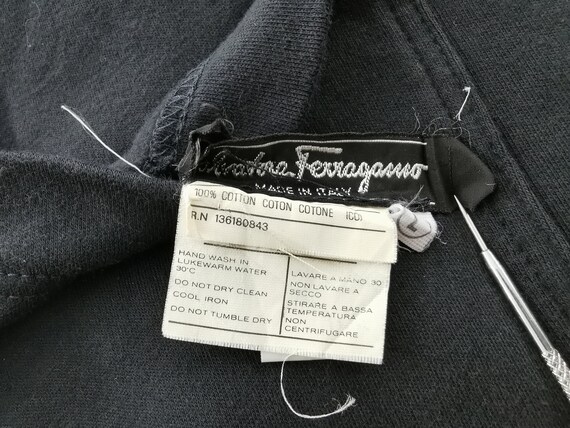 Salvatore Ferragamo
MADE IN ITALY
100% COTTON COTON COTONE (CO)
R.N 136180843
HAND WASH IN
LUKEWARM WATER
30°C
DO NOT DRY CLEAN
COOL IRON
DO NOT TUMBLE DRY
LAVARE A MANO 30
NON LAVARE A
SECCO
STIRARE A BASSA
TEMPERATURA
NON
CENTRIFUGARE
L